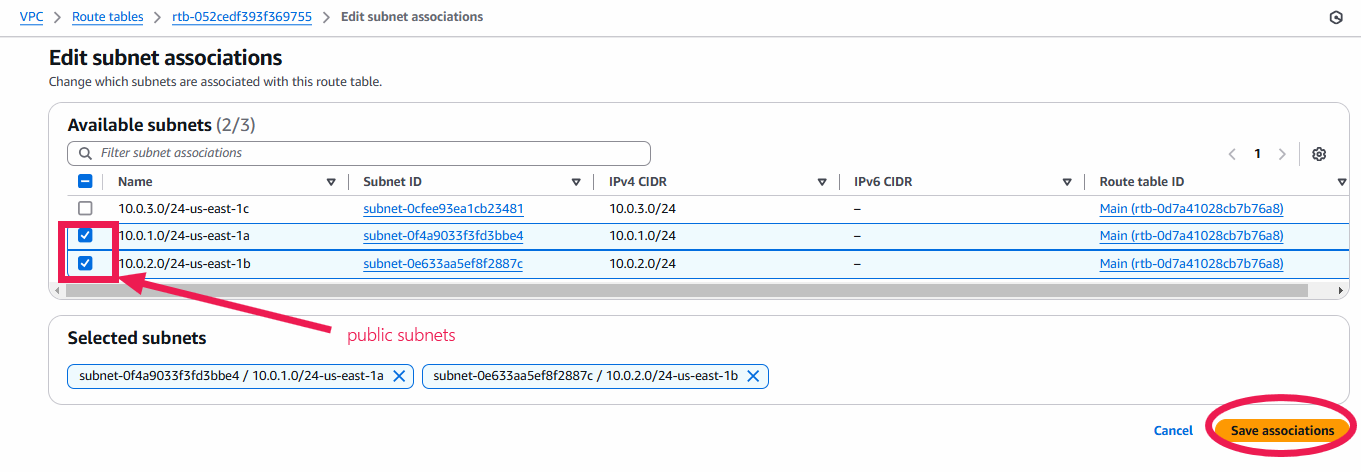 VPC > Route tables > rtb-052cedf393f369755 > Edit subnet associations
Edit subnet associations
Change which subnets are associated with this route table.
Available subnets (2/3)
Filter subnet associations
1
Name Subnet ID IPv4 CIDR IPv6 CIDR Route table ID
10.0.3.0/24-us-east-1c subnet-0cfee93ea1cb23481 10.0.3.0/24 – Main (rtb-0d7a41028cb7b76a8)
10.0.1.0/24-us-east-1a subnet-0f4a9033f3fd3bbe4 10.0.1.0/24 – Main (rtb-0d7a41028cb7b76a8)
10.0.2.0/24-us-east-1b subnet-0e633aa5ef8f2887c 10.0.2.0/24 – Main (rtb-0d7a41028cb7b76a8)
public subnets
Selected subnets
subnet-0f4a9033f3fd3bbe4 / 10.0.1.0/24-us-east-1a subnet-0e633aa5ef8f2887c / 10.0.2.0/24-us-east-1b
Cancel Save associations